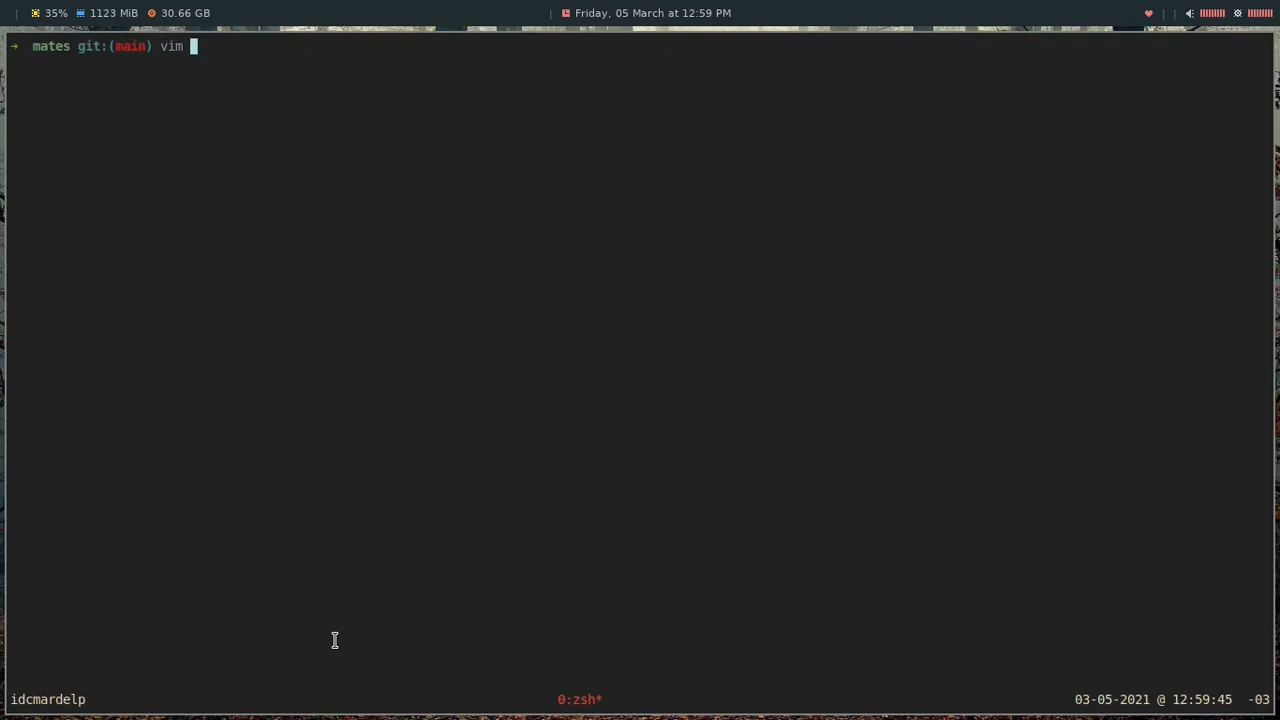 35% 1123 MiB 30.66 GB Friday, 05 March at 12:59 PM
→ mates git:(main) vim
idcmardelp 0:zsh* 03-05-2021 @ 12:59:45 -03